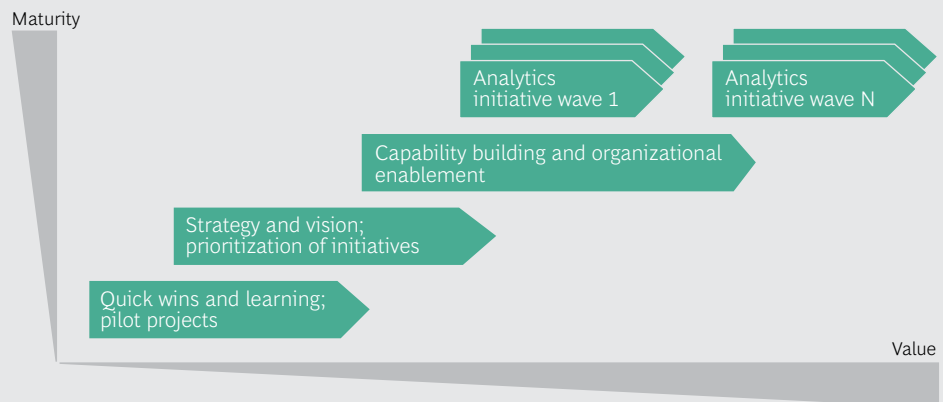 Maturity
Analytics
initiative wave 1
Analytics
initiative wave N
Capability building and organizational
enablement
Strategy and vision;
prioritization of initiatives
Quick wins and learning;
pilot projects
Value